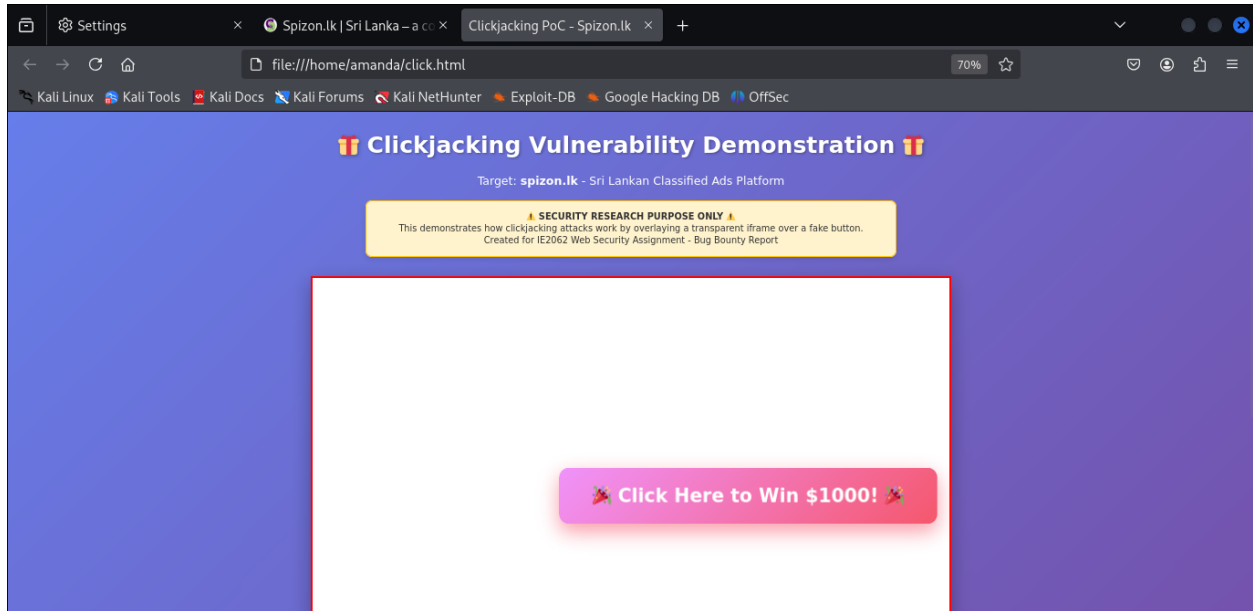 Settings
Spizon.lk | Sri Lanka – a co
Clickjacking PoC - Spizon.lk
file:///home/amanda/click.html
70%
Kali Linux Kali Tools Kali Docs Kali Forums Kali NetHunter Exploit-DB Google Hacking DB OffSec
🎁 Clickjacking Vulnerability Demonstration 🎁
Target: spizon.lk - Sri Lankan Classified Ads Platform
⚠️ SECURITY RESEARCH PURPOSE ONLY ⚠️
This demonstrates how clickjacking attacks work by overlaying a transparent iframe over a fake button.
Created for IE2062 Web Security Assignment - Bug Bounty Report
🎉 Click Here to Win $1000! 🎉